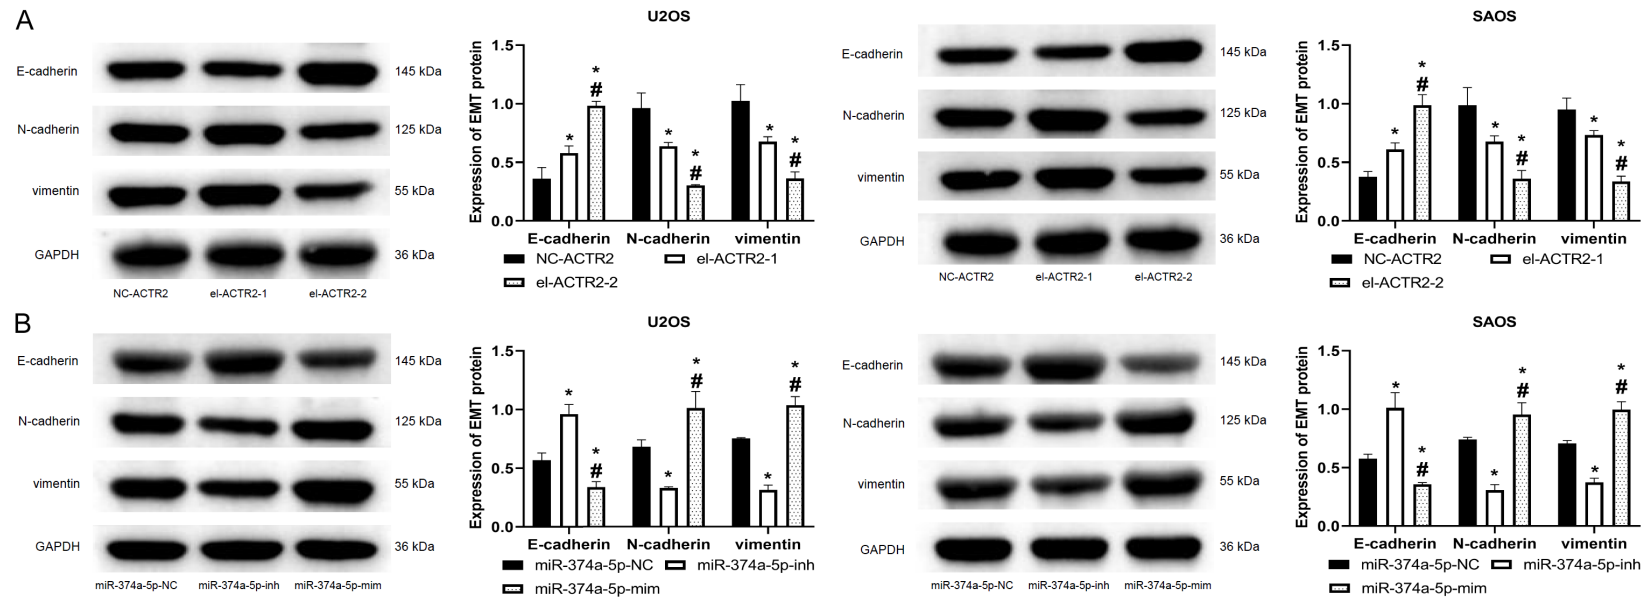 A
E-cadherin
145 kDa
N-cadherin
125 kDa
vimentin
55 kDa
GAPDH
36 kDa
NC-ACTR2 el-ACTR2-1 el-ACTR2-2
U2OS
Expression of EMT protein
1.5
1.0
0.5
0.0
* * # * * # * * #
E-cadherin N-cadherin vimentin
NC-ACTR2 el-ACTR2-1
el-ACTR2-2
E-cadherin
145 kDa
N-cadherin
125 kDa
vimentin
55 kDa
GAPDH
36 kDa
NC-ACTR2 el-ACTR2-1 el-ACTR2-2
SAOS
Expression of EMT protein
1.5
1.0
0.5
0.0
* * # * * # * * #
E-cadherin N-cadherin vimentin
NC-ACTR2 el-ACTR2-1
el-ACTR2-2
B
E-cadherin
145 kDa
N-cadherin
125 kDa
vimentin
55 kDa
GAPDH
36 kDa
miR-374a-5p-NC miR-374a-5p-inh miR-374a-5p-mim
U2OS
Expression of EMT protein
1.5
1.0
0.5
0.0
* * # * * # * * #
E-cadherin N-cadherin vimentin
miR-374a-5p-NC miR-374a-5p-inh
miR-374a-5p-mim
E-cadherin
145 kDa
N-cadherin
125 kDa
vimentin
55 kDa
GAPDH
36 kDa
miR-374a-5p-NC miR-374a-5p-inh miR-374a-5p-mim
SAOS
Expression of EMT protein
1.5
1.0
0.5
0.0
* * # * * # * * #
E-cadherin N-cadherin vimentin
miR-374a-5p-NC miR-374a-5p-inh
miR-374a-5p-mim